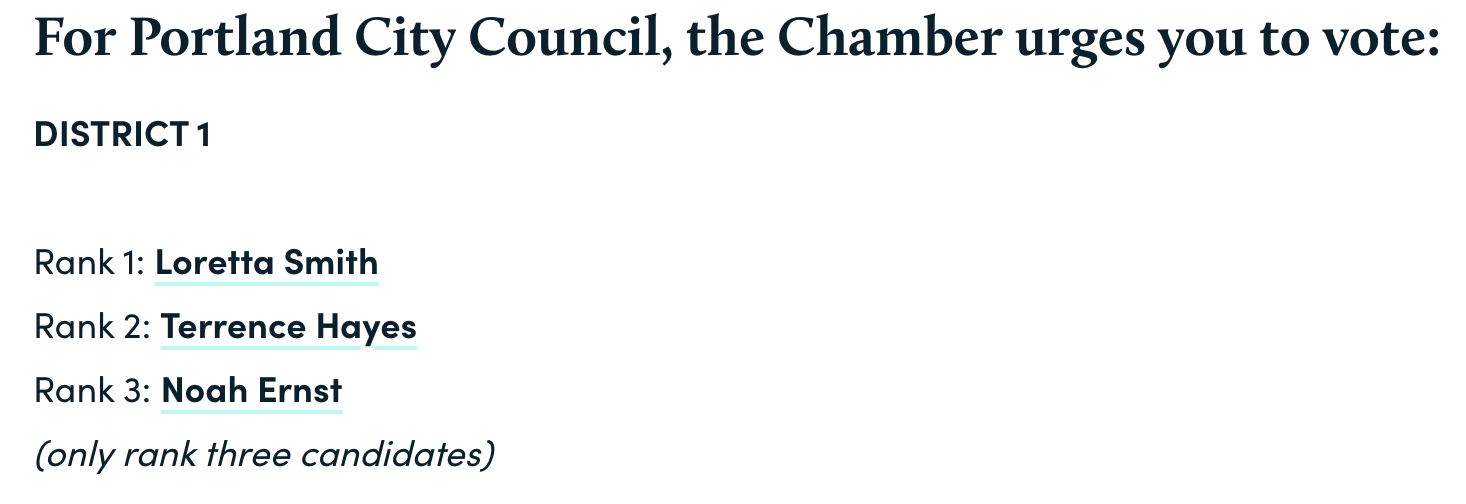 For Portland City Council, the Chamber urges you to vote:
DISTRICT 1
Rank 1: Loretta Smith
Rank 2: Terrence Hayes
Rank 3: Noah Ernst
(only rank three candidates)